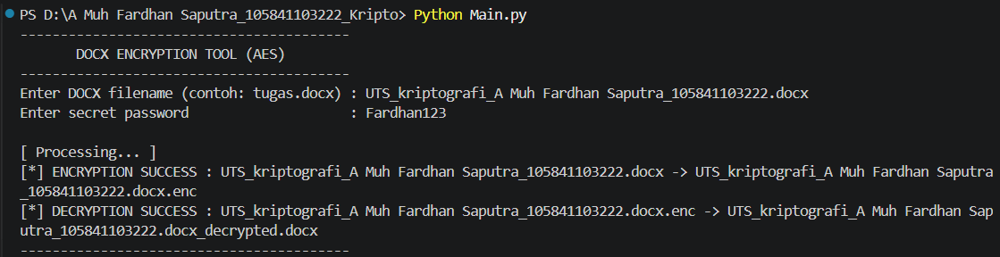 PS D:\A Muh Fardhan Saputra_105841103222_Kripto> Python Main.py
-----------------------------------------
DOCX ENCRYPTION TOOL (AES)
-----------------------------------------
Enter DOCX filename (contoh: tugas.docx) : UTS_kriptografi_A Muh Fardhan Saputra_105841103222.docx
Enter secret password                    : Fardhan123
[ Processing... ]
[*] ENCRYPTION SUCCESS : UTS_kriptografi_A Muh Fardhan Saputra_105841103222.docx -> UTS_kriptografi_A Muh Fardhan Saputra
_105841103222.docx.enc
[*] DECRYPTION SUCCESS : UTS_kriptografi_A Muh Fardhan Saputra_105841103222.docx.enc -> UTS_kriptografi_A Muh Fardhan Sap
utra_105841103222.docx_decrypted.docx
-----------------------------------------